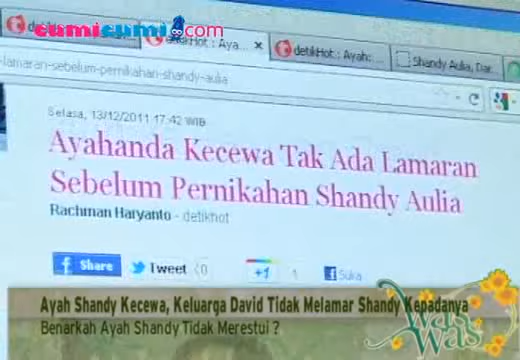 cumicumi.com
detikHot : Aya...
detikHot : Ayah: ...
Shandy Aulia, Dar...
-lamaran-sebelum-pernikahan-shandy-aulia
Selasa, 13/12/2011 17:42 WIB
Ayahanda Kecewa Tak Ada Lamaran
Sebelum Pernikahan Shandy Aulia
Rachman Haryanto - detikhot
Share
Tweet 0
+1 1
Suka
Ayah Shandy Kecewa, Keluarga David Tidak Melamar Shandy Kepadanya
Benarkah Ayah Shandy Tidak Merestui ?
Was Was